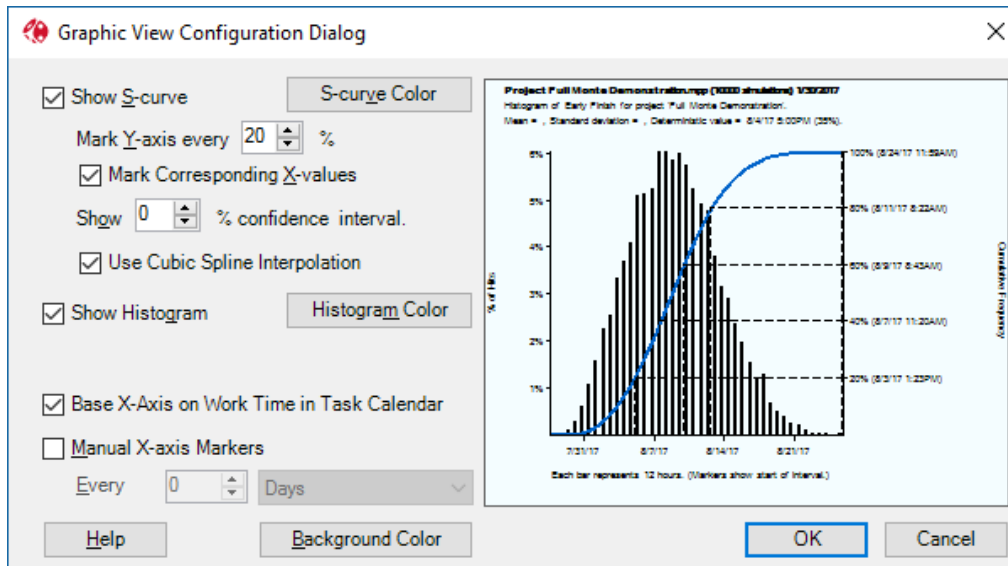 Graphic View Configuration Dialog
Show S-curve
S-curve Color
Mark Y-axis every 20 %
Mark Corresponding X-values
Show 0 % confidence interval.
Use Cubic Spline Interpolation
Show Histogram
Histogram Color
Base X-Axis on Work Time in Task Calendar
Manual X-axis Markers
Every 0 Days
Help
Background Color
Project Full Monte Demonstration.mpp (10000 simulations) 1/30/2017
Histogram of Early Finish for project 'Full Monte Demonstration'.
Mean = , Standard deviation = , Deterministic value = 8/4/17 5:00PM (35%).
6%
5%
4%
3%
2%
1%
% of Hits
100% (8/24/17 11:59AM)
80% (8/11/17 8:22AM)
60% (8/9/17 8:43AM)
40% (8/7/17 11:20AM)
20% (8/3/17 1:23PM)
Cumulative Frequency
7/31/17 8/7/17 8/14/17 8/21/17
Each bar represents 12 hours. (Markers show start of interval.)
OK
Cancel